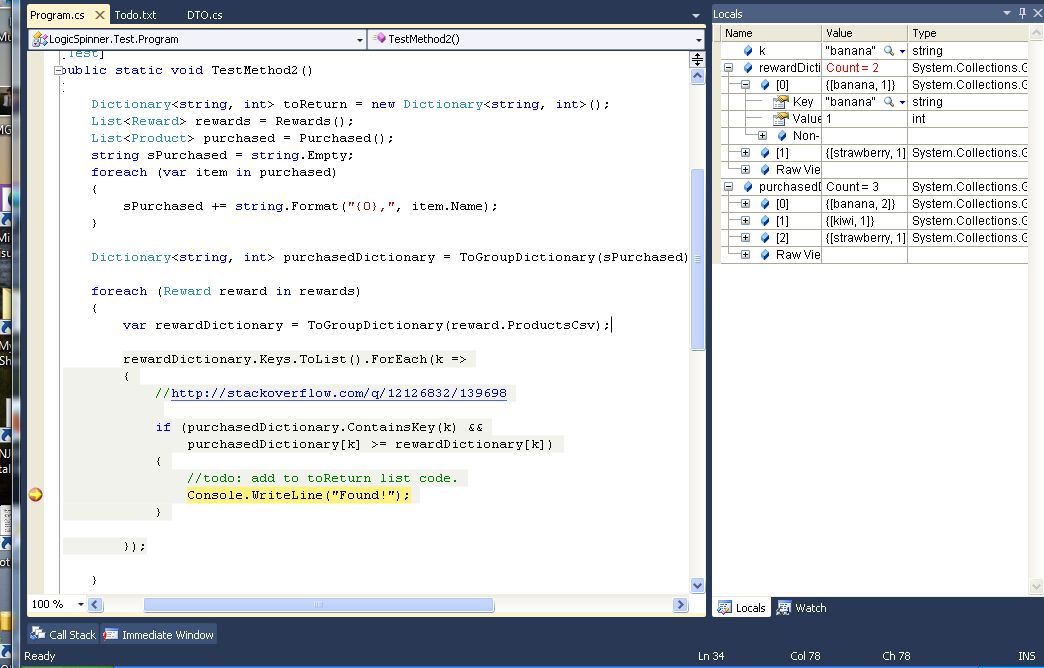 Program.cs
Todo.txt
DTO.cs
LogicSpinner.Test.Program
TestMethod2()
[Test]
public static void TestMethod2()
Dictionary<string, int> toReturn = new Dictionary<string, int>();
List<Reward> rewards = Rewards();
List<Product> purchased = Purchased();
string sPurchased = string.Empty;
foreach (var item in purchased)
{
sPurchased += string.Format("{0},", item.Name);
}
Dictionary<string, int> purchasedDictionary = ToGroupDictionary(sPurchased)
foreach (Reward reward in rewards)
{
var rewardDictionary = ToGroupDictionary(reward.ProductsCsv);
rewardDictionary.Keys.ToList().ForEach(k =>
{
//http://stackoverflow.com/q/12126832/139698
if (purchasedDictionary.ContainsKey(k) &&
purchasedDictionary[k] >= rewardDictionary[k])
{
//todo: add to toReturn list code.
Console.WriteLine("Found!");
}
});
}
100 %
Call Stack
Immediate Window
Ready
Ln 34
Col 78
Ch 78
INS
Locals
Name Value Type
k "banana" string
rewardDicti Count = 2 System.Collections.G
[0] {[banana, 1]} System.Collections.G
Key "banana" string
Value 1 int
Non-
[1] {[strawberry, 1] System.Collections.G
Raw Vie
purchasedD Count = 3 System.Collections.G
[0] {[banana, 2]} System.Collections.G
[1] {[kiwi, 1]} System.Collections.G
[2] {[strawberry, 1] System.Collections.G
Raw Vie
Locals
Watch